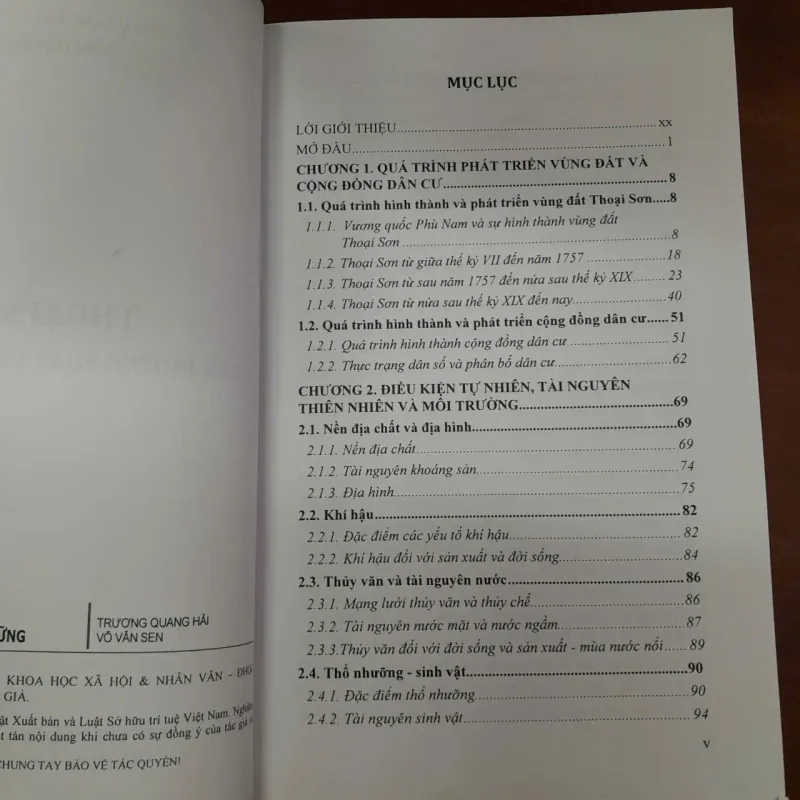 ỨNG
TRƯƠNG QUANG HẢI
VÕ VĂN SEN
KHOA HỌC XÃ HỘI & NHÂN VĂN – ĐHQ
GIẢ.
ật Xuất bản và Luật Sở hữu trí tuệ Việt Nam. Nghiê
t tán nội dung khi chưa có sự đồng ý của tác giả
CHUNG TAY BẢO VỆ TÁC QUYỀN!
MỤC LỤC
LỜI GIỚI THIỆU xx
MỞ ĐẦU 1
CHƯƠNG 1. QUÁ TRÌNH PHÁT TRIỂN VÙNG ĐẤT VÀ
CỘNG ĐỒNG DÂN CƯ 8
1.1. Quá trình hình thành và phát triển vùng đất Thoại Sơn 8
1.1.1. Vương quốc Phù Nam và sự hình thành vùng đất
Thoại Sơn 8
1.1.2. Thoại Sơn từ giữa thế kỷ VII đến năm 1757 18
1.1.3. Thoại Sơn từ sau năm 1757 đến nửa sau thế kỷ XIX 23
1.1.4. Thoại Sơn từ nửa sau thế kỷ XIX đến nay 40
1.2. Quá trình hình thành và phát triển cộng đồng dân cư 51
1.2.1. Quá trình hình thành cộng đồng dân cư 51
1.2.2. Thực trạng dân số và phân bố dân cư 62
CHƯƠNG 2. ĐIỀU KIỆN TỰ NHIÊN, TÀI NGUYÊN
THIÊN NHIÊN VÀ MÔI TRƯỜNG 69
2.1. Nền địa chất và địa hình 69
2.1.1. Nền địa chất 69
2.1.2. Tài nguyên khoáng sản 74
2.1.3. Địa hình 75
2.2. Khí hậu 82
2.2.1. Đặc điểm các yếu tố khí hậu 82
2.2.2. Khí hậu đối với sản xuất và đời sống 84
2.3. Thủy văn và tài nguyên nước 86
2.3.1. Mạng lưới thủy văn và thủy chế 86
2.3.2. Tài nguyên nước mặt và nước ngầm 87
2.3.3.Thủy văn đối với đời sống và sản xuất - mùa nước nổi 89
2.4. Thổ nhưỡng - sinh vật 90
2.4.1. Đặc điểm thổ nhưỡng 90
2.4.2. Tài nguyên sinh vật 94
v